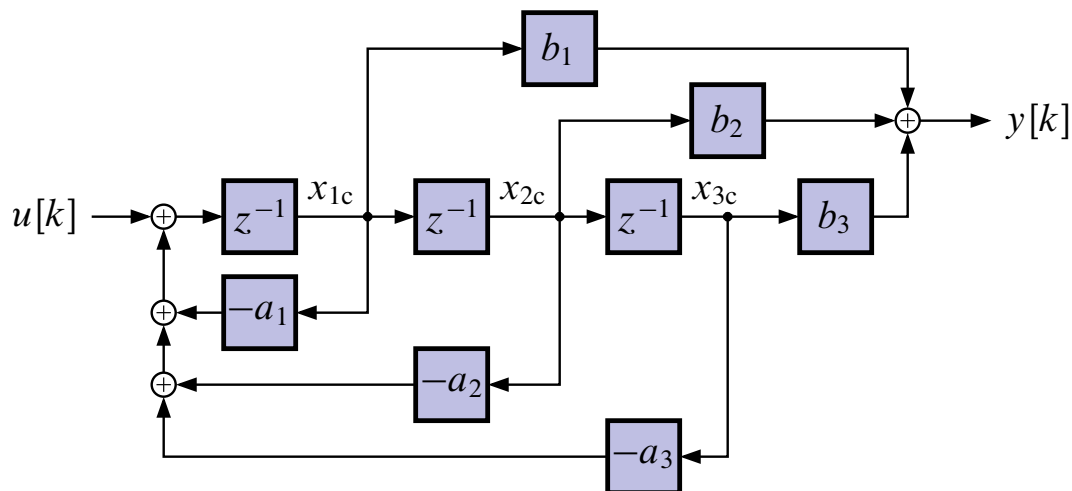 b₁
b₂
y[k]
u[k]
z⁻¹
x₁c
z⁻¹
x₂c
z⁻¹
x₃c
b₃
−a₁
−a₂
−a₃